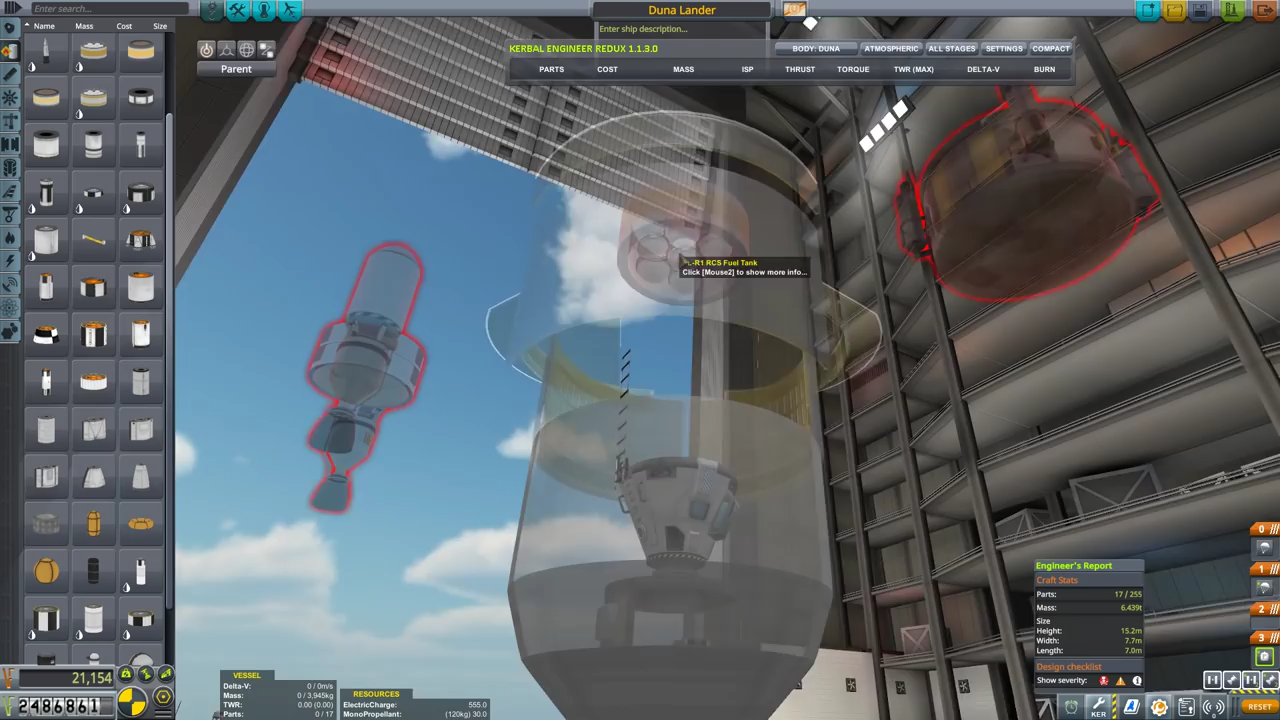 Enter search...
Duna Lander
Enter ship description...
Name Mass Cost Size
Parent
KERBAL ENGINEER REDUX 1.1.3.0
BODY: DUNA ATMOSPHERIC ALL STAGES SETTINGS COMPACT
PARTS COST MASS ISP THRUST TORQUE TWR (MAX) DELTA-V BURN
RCS Fuel Tank
Click [Mouse2] to show more info...
Engineer's Report
Craft Stats
Parts: 17 / 255
Mass: 6.439t
Size
Height: 15.2m
Width: 7.7m
Length: 7.0m
Design checklist
Show severity:
0
1
2
3
21,154
2486861
VESSEL
Delta-V: 0 / 0m/s
Mass: 0 / 3,945kg
TWR: 0.00 (0.00)
Parts: 0 / 17
RESOURCES
ElectricCharge: 555.0
MonoPropellant: (120kg) 30.0
KER
RESET